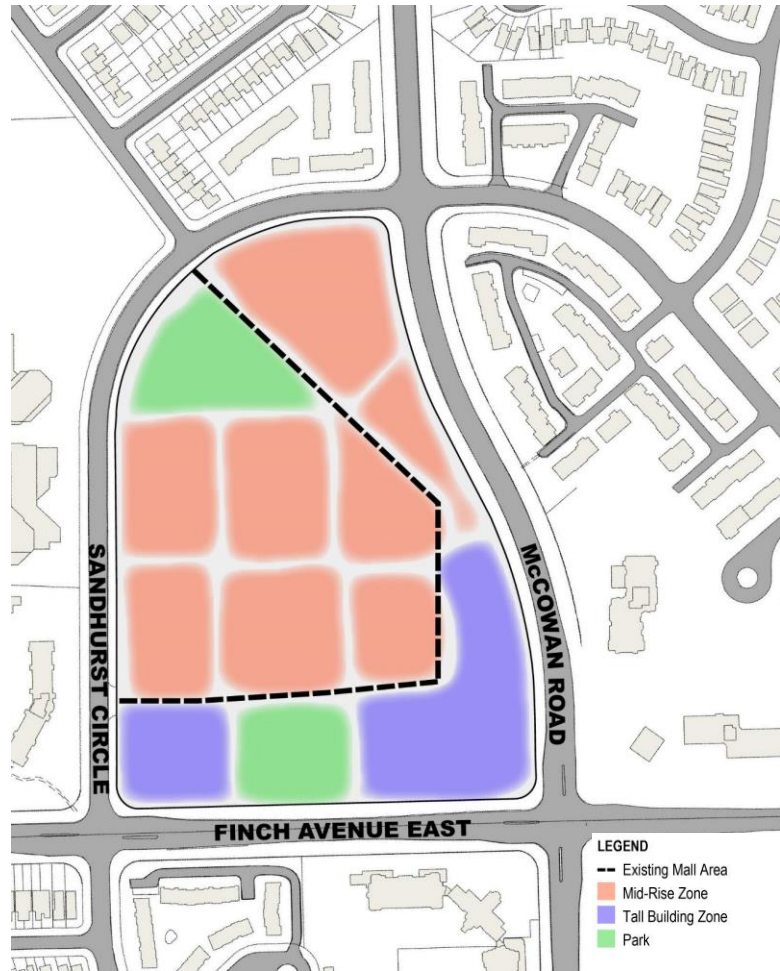 SANDHURST CIRCLE
McCOWAN ROAD
FINCH AVENUE EAST
LEGEND
Existing Mall Area
Mid-Rise Zone
Tall Building Zone
Park